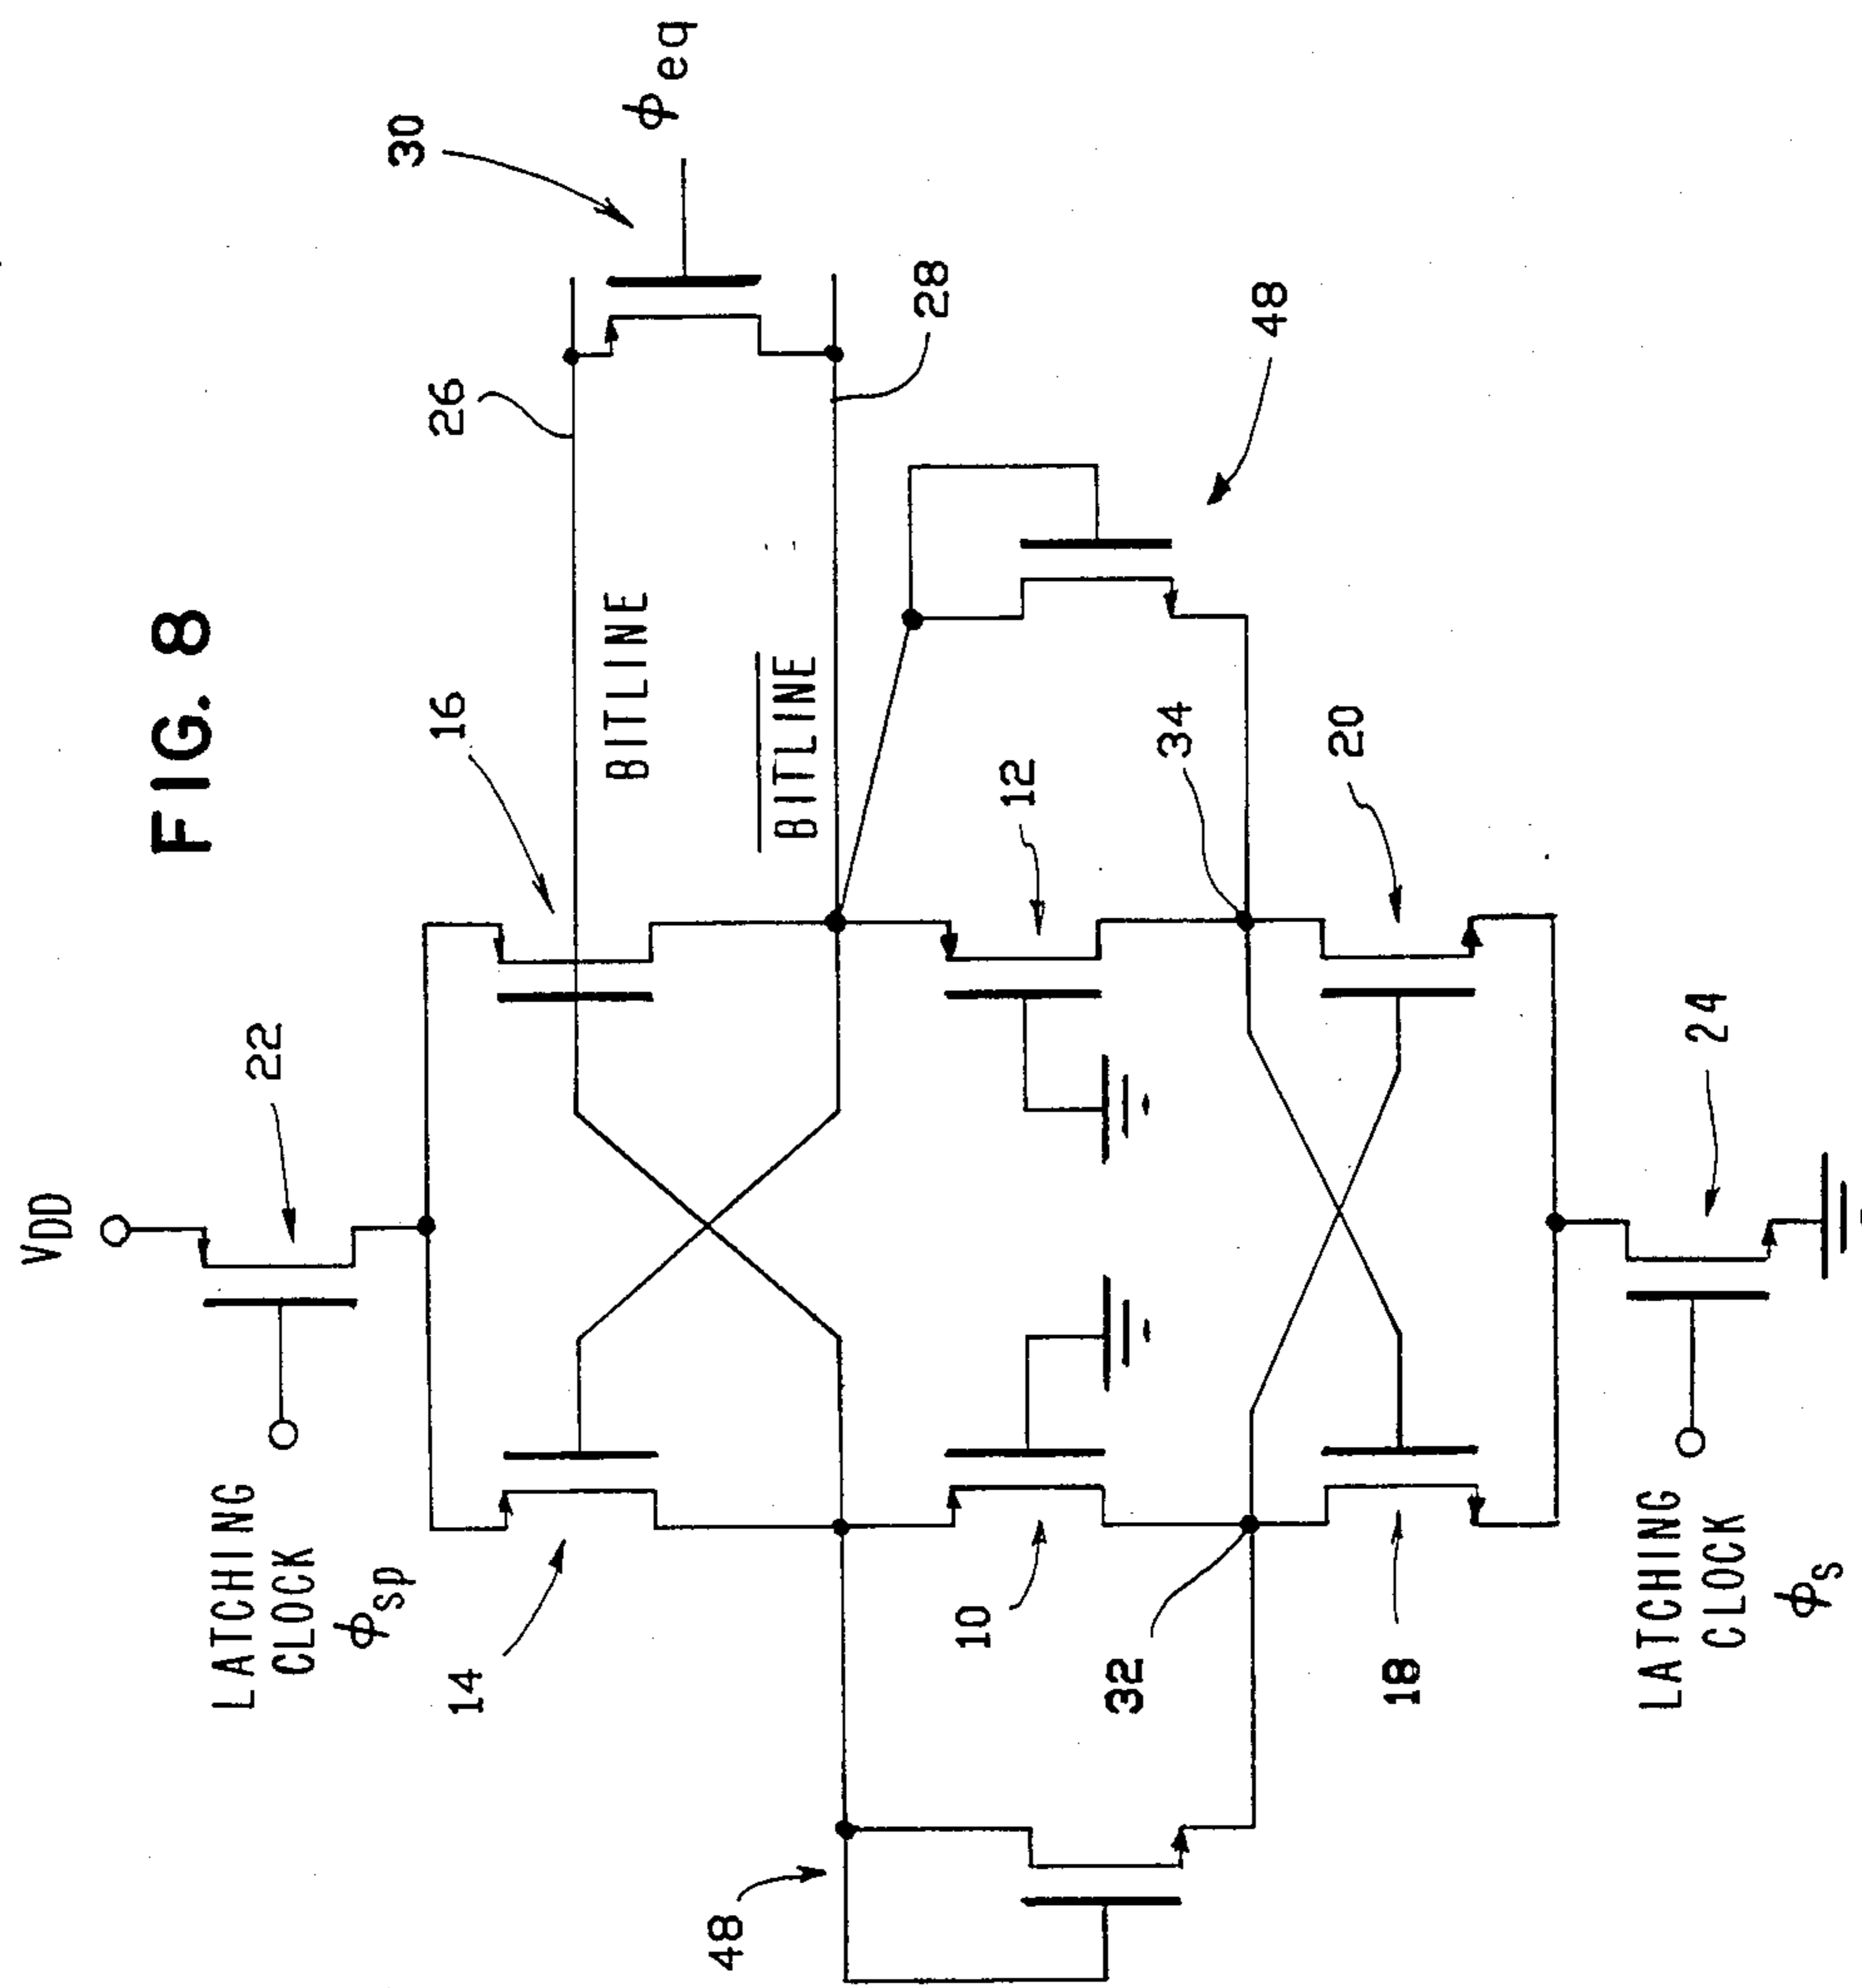 FIG. 8
VDD
22
LATCHING
CLOCK
ϕsp
14
16
26
30
ϕeq
BITLINE
BITLINE
28
48
10
12
48
32
34
18
20
LATCHING
CLOCK
ϕs
24